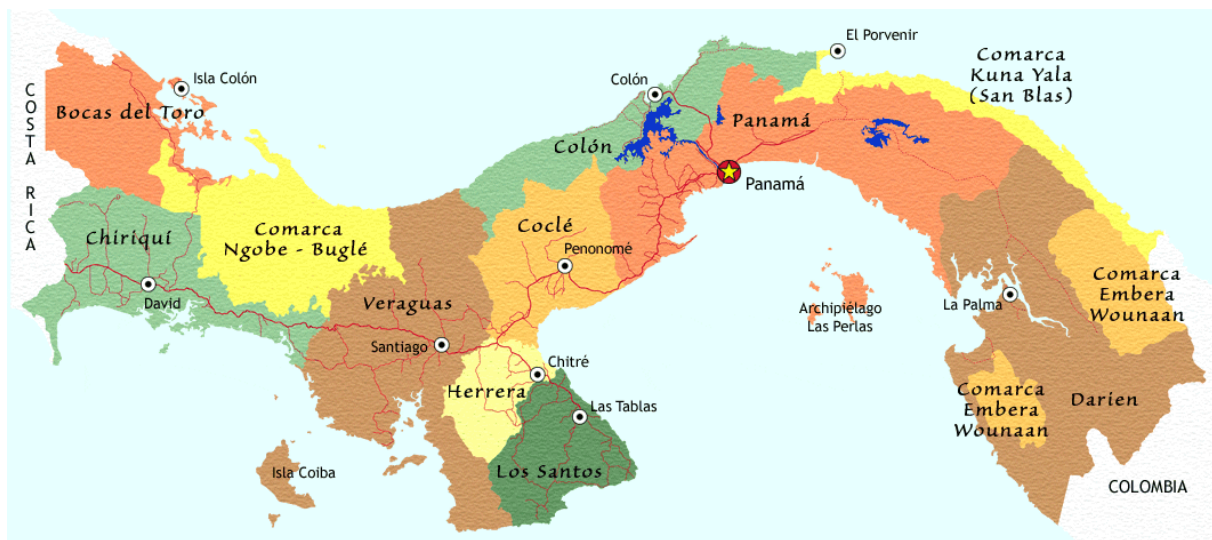 El Porvenir
Comarca
Kuna Yala
(San Blas)
Isla Colón
Colón
COSTA RICA
Bocas del Toro
Panamá
Colón
Panamá
Chiriquí
Comarca
Ngobe - Buglé
Coclé
Penonomé
Comarca
Embera
Wounaan
David
Veraguas
Archipiélago
Las Perlas
La Palma
Santiago
Chitré
Herrera
Las Tablas
Comarca
Embera
Wounaan
Darien
Isla Coiba
Los Santos
COLOMBIA